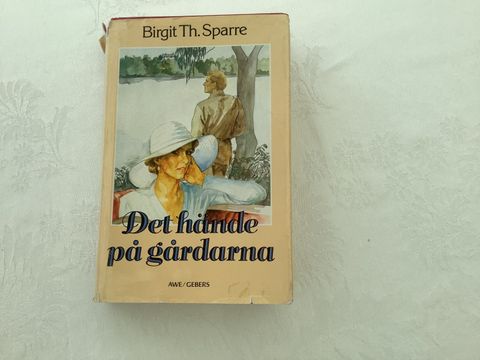 Birgit Th. Sparre
Det hände
på gårdarna
AWE/GEBERS